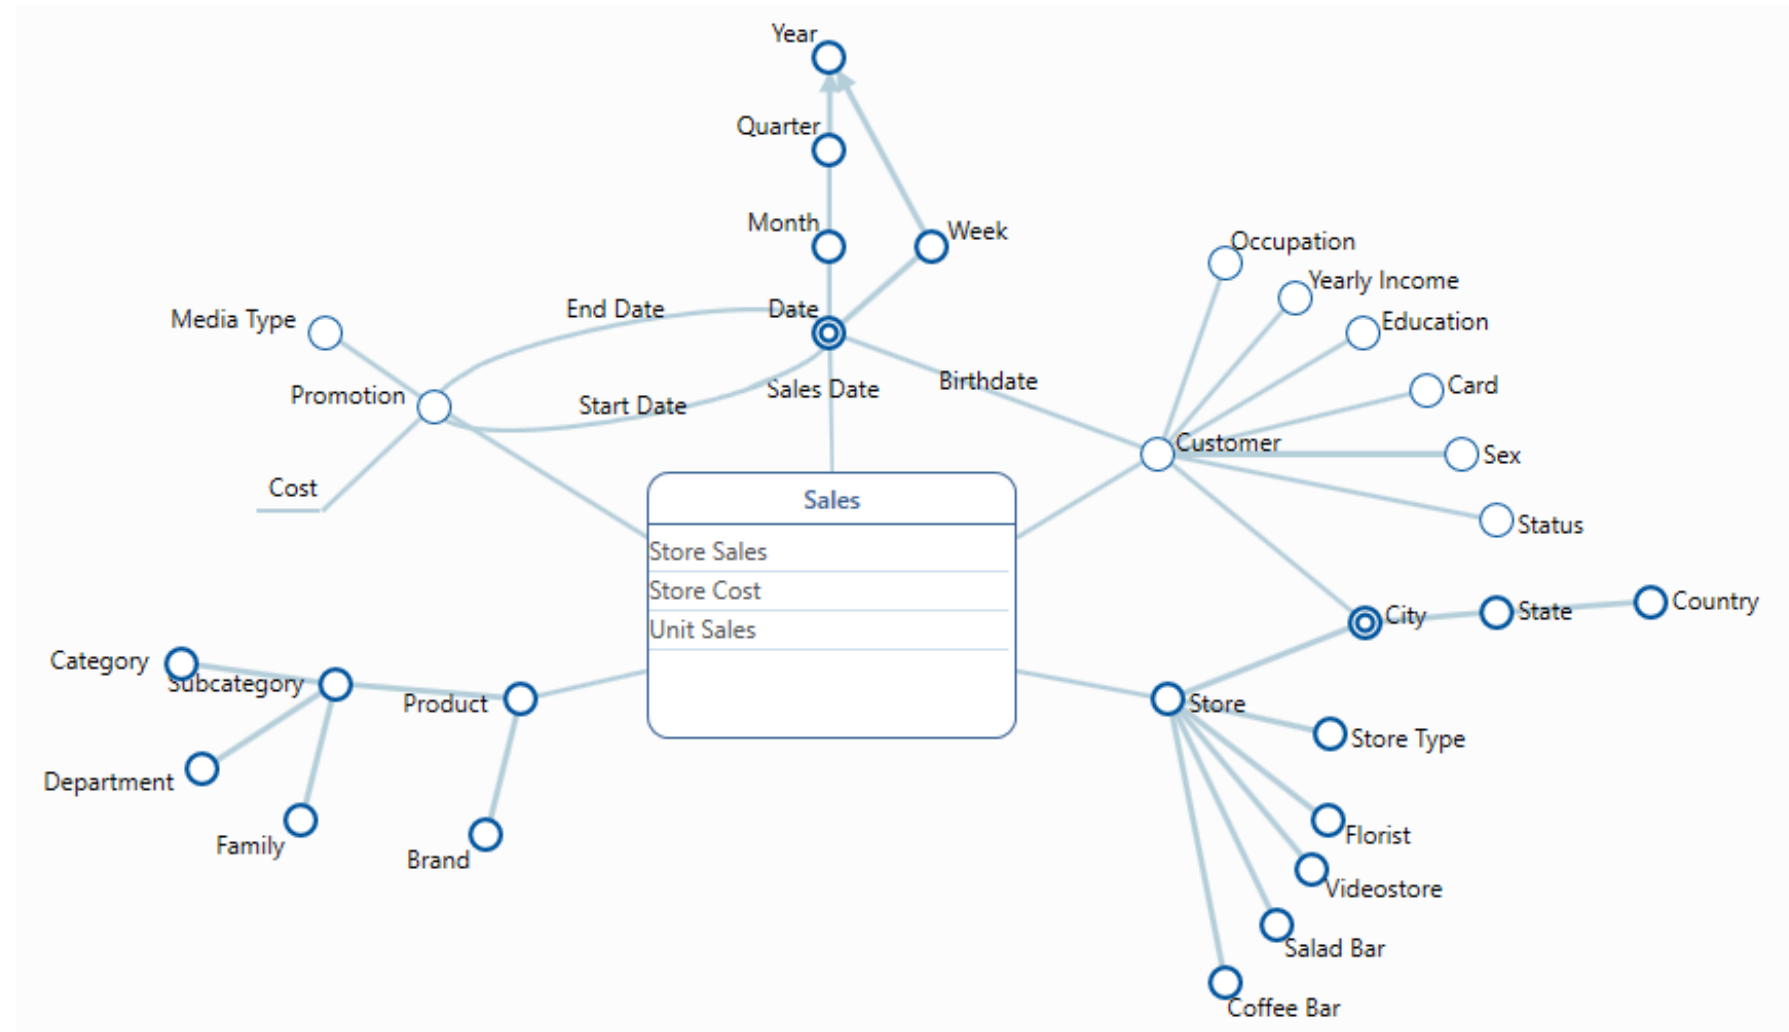 Year
Quarter
Month
Week
Occupation
Yearly Income
End Date
Date
Media Type
Education
Birthdate
Sales Date
Card
Promotion
Start Date
Customer
Sex
Cost
Sales
Status
Store Sales
Store Cost
Unit Sales
City
State
Country
Category
Subcategory
Product
Store
Store Type
Department
Family
Brand
Florist
Videostore
Salad Bar
Coffee Bar